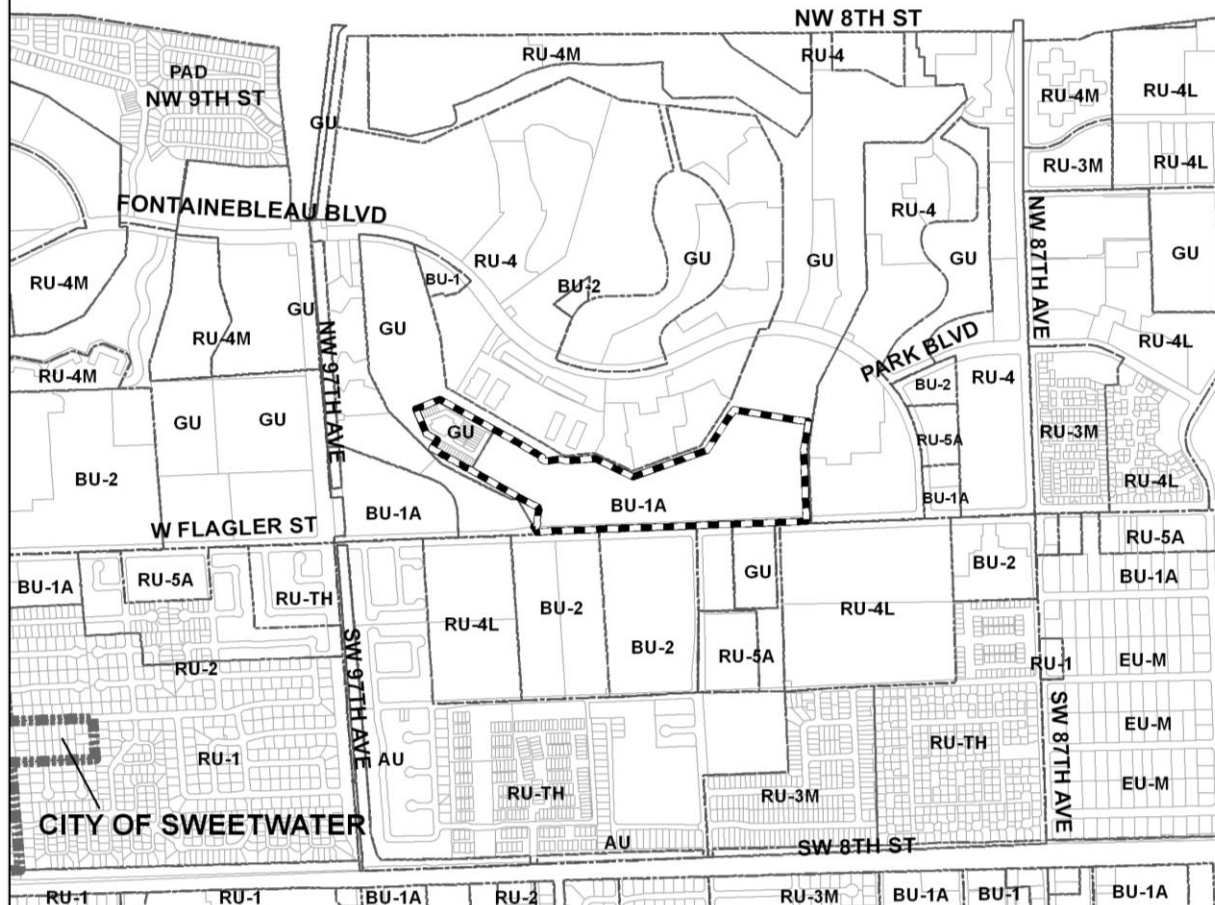 NW 8TH ST
RU-4M
RU-4
PAD
NW 9TH ST
RU-4M
RU-4L
GU
RU-3M
RU-4L
FONTAINEBLEAU BLVD
RU-4
NW 87TH AVE
RU-4
GU
GU
GU
GU
RU-4M
BU-1
BU-2
GU
GU
RU-4M
NW 97TH AVE
PARK BLVD
RU-4L
RU-4M
BU-2
RU-4
GU
GU
GU
RU-5A
RU-3M
BU-2
RU-4L
BU-1A
BU-1A
BU-1A
W FLAGLER ST
RU-5A
BU-1A
RU-5A
RU-TH
GU
BU-2
BU-1A
RU-4L
BU-2
RU-4L
BU-2
RU-5A
RU-2
RU-1
EU-M
SW 97TH AVE
SW 87TH AVE
EU-M
RU-1
AU
RU-TH
EU-M
RU-TH
RU-3M
CITY OF SWEETWATER
AU
SW 8TH ST
RU-1
RU-1
BU-1A
RU-2
RU-3M
BU-1A
BU-1
BU-1A